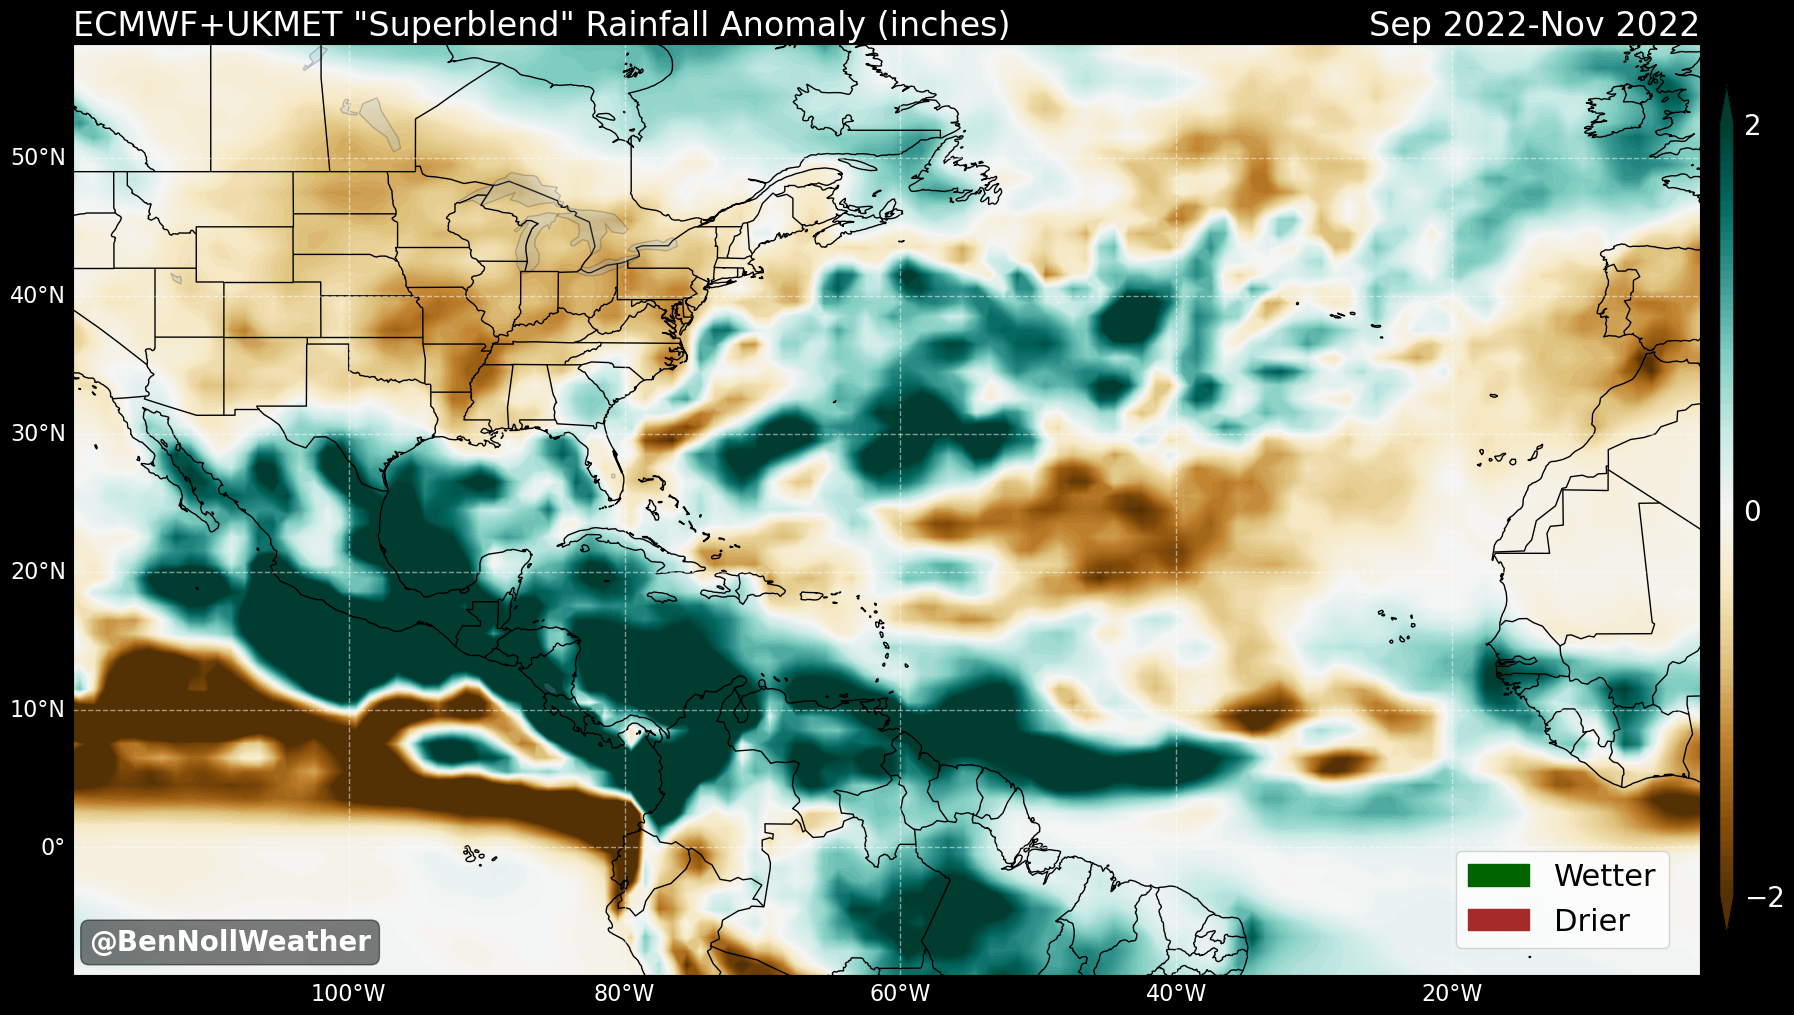 ECMWF+UKMET "Superblend" Rainfall Anomaly (inches)
Sep 2022-Nov 2022
50°N
40°N
30°N
20°N
10°N
0°
100°W
80°W
60°W
40°W
20°W
2
0
−2
Wetter
Drier
@BenNollWeather